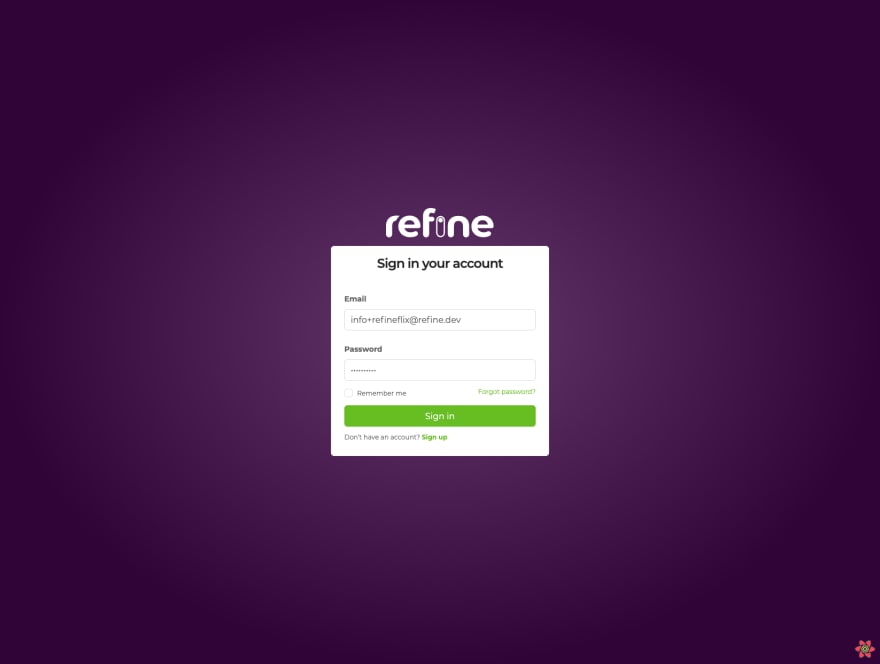 refine
Sign in your account
Email
info+refineflix@refine.dev
Password
••••••••••
Remember me
Forgot password?
Sign in
Don't have an account? Sign up